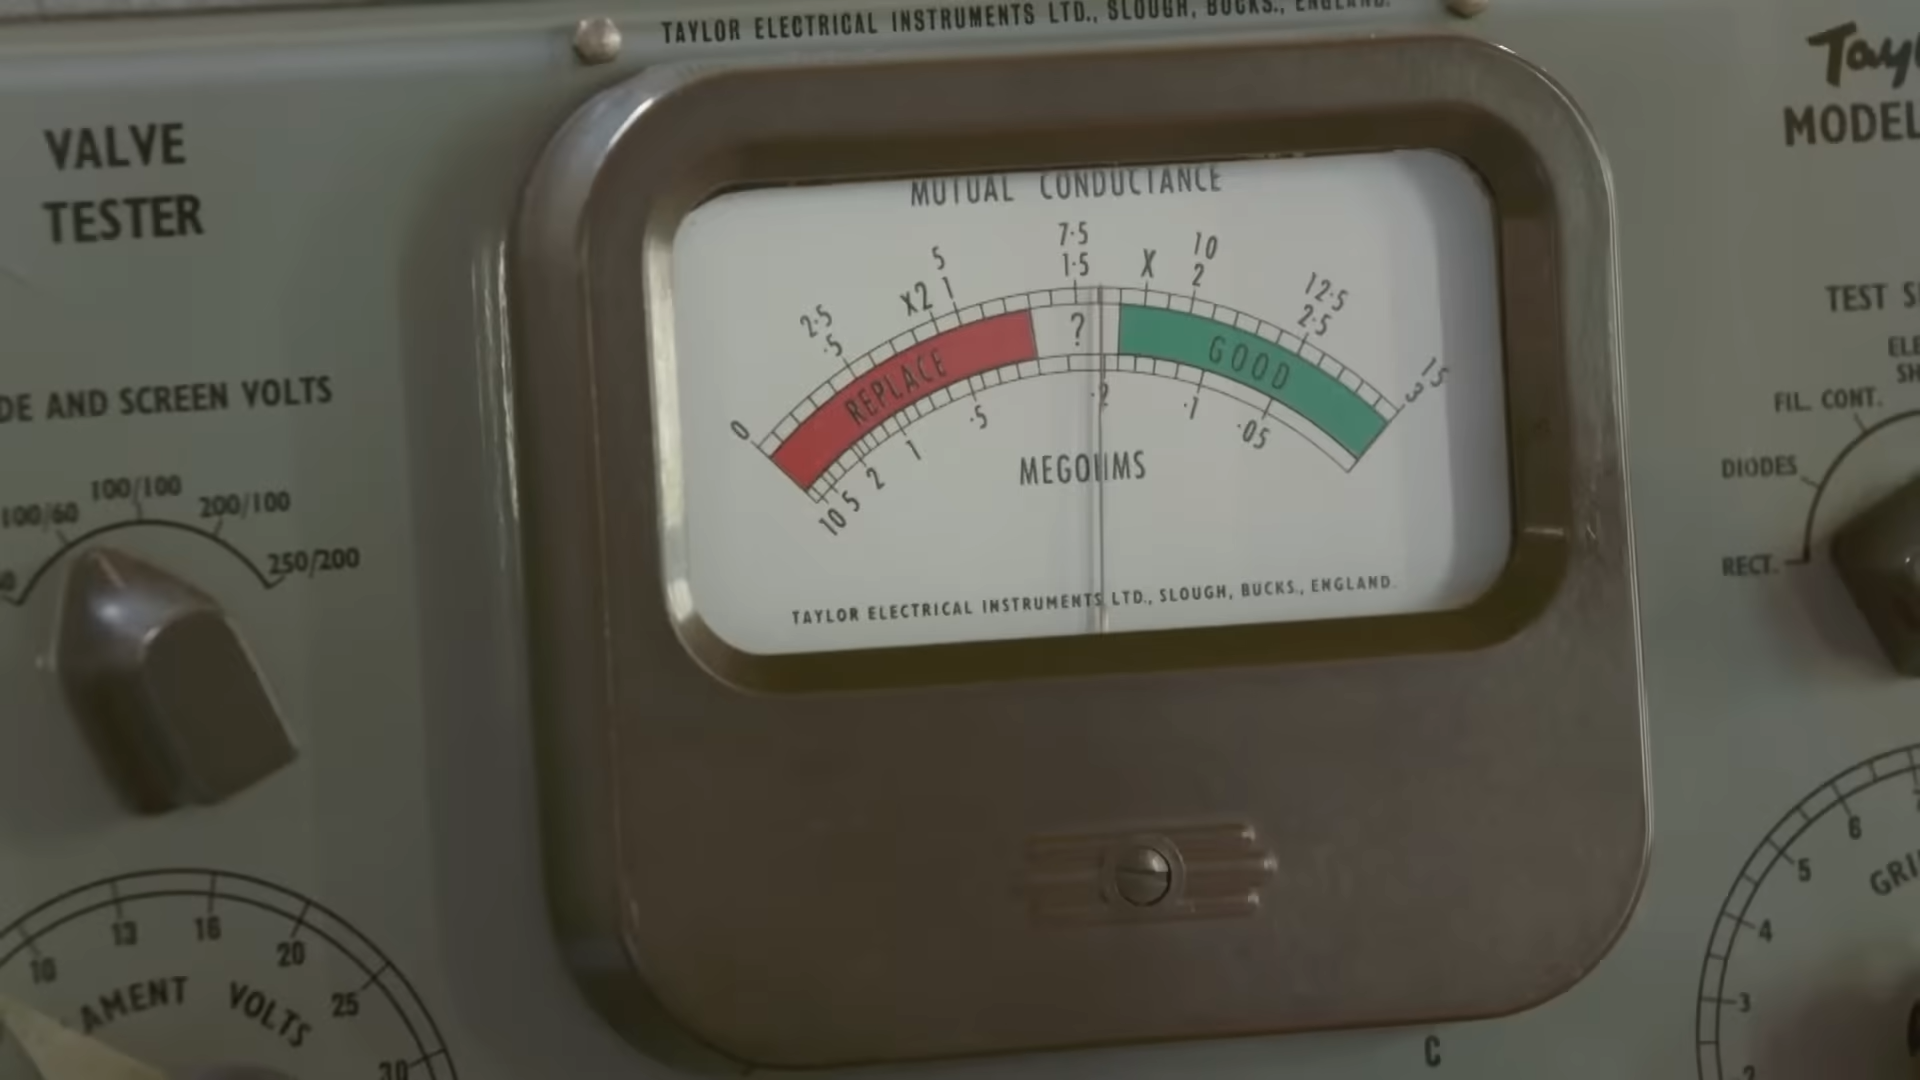 TAYLOR ELECTRICAL INSTRUMENTS LTD., SLOUGH, BUCKS., ENGLAND.
VALVE
TESTER
MODEL
MUTUAL CONDUCTANCE
2·5 5 7·5 10 12·5 15
0 ·5 X2 1 1·5 X 2 2·5 3
REPLACE ? GOOD
10 5 2 1 ·5 ·2 ·1 ·05
MEGOHMS
TAYLOR ELECTRICAL INSTRUMENTS LTD., SLOUGH, BUCKS., ENGLAND.
AND SCREEN VOLTS
100/60 100/100 200/100 250/200
10 13 16 20 25 30
VOLTS
TEST
FIL. CONT.
DIODES
RECT.
6
5
4
3
2
C